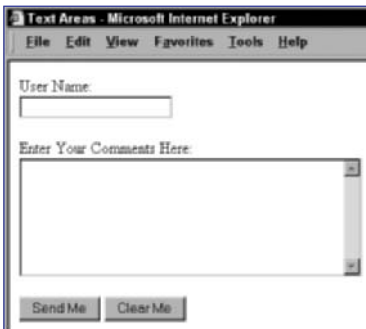 Text Areas - Microsoft Internet Explorer
File Edit View Favorites Tools Help
User Name:
Enter Your Comments Here:
Send Me Clear Me